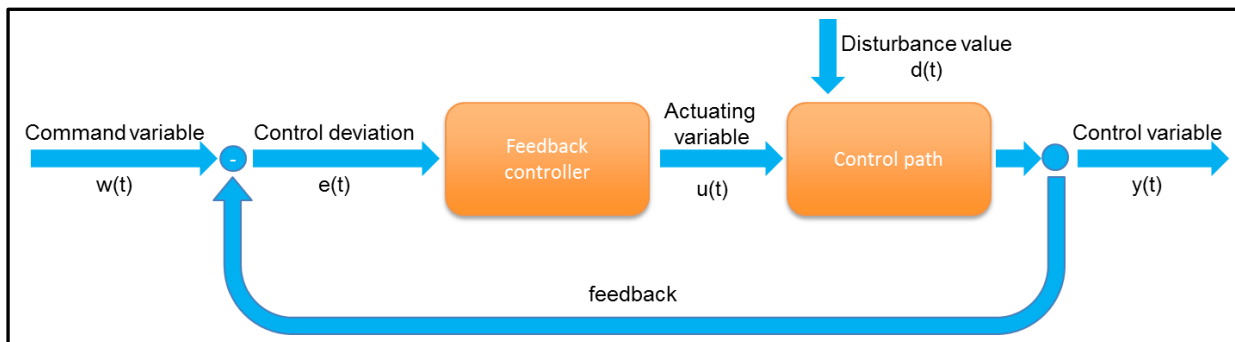 Disturbance value
d(t)
Command variable
w(t)
-
Control deviation
e(t)
Feedback
controller
Actuating
variable
u(t)
Control path
Control variable
y(t)
feedback